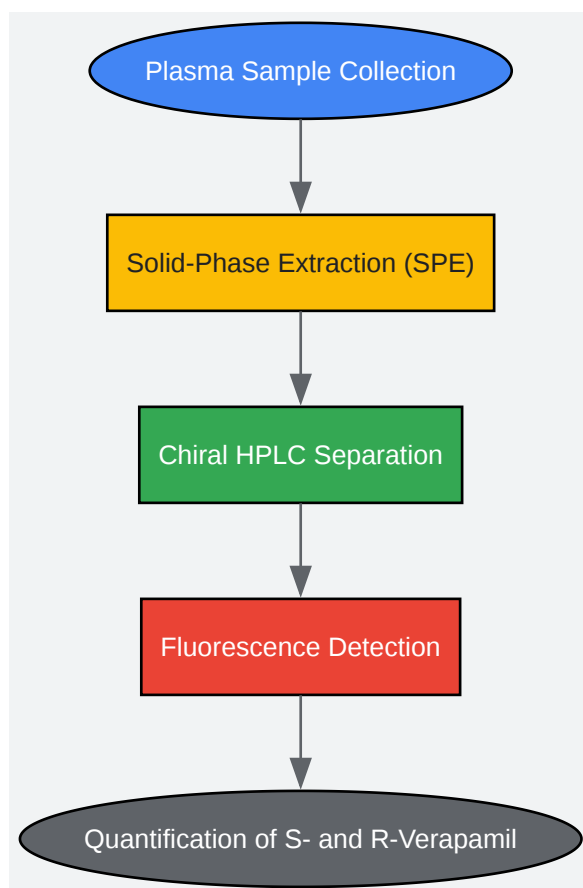 Plasma Sample Collection
Solid-Phase Extraction (SPE)
Chiral HPLC Separation
Fluorescence Detection
Quantification of S- and R-Verapamil